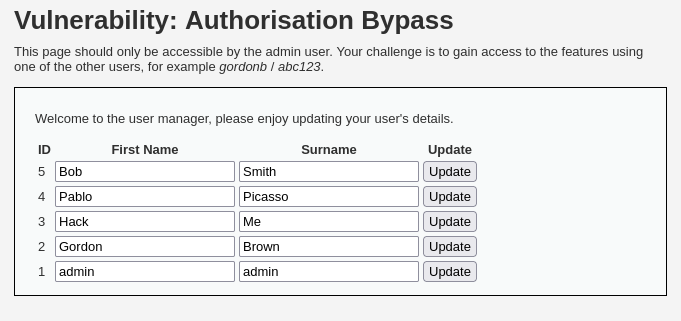 Vulnerability: Authorisation Bypass
This page should only be accessible by the admin user. Your challenge is to gain access to the features using
one of the other users, for example gordonb / abc123.
Welcome to the user manager, please enjoy updating your user's details.
ID First Name Surname Update
5 Bob Smith Update
4 Pablo Picasso Update
3 Hack Me Update
2 Gordon Brown Update
1 admin admin Update